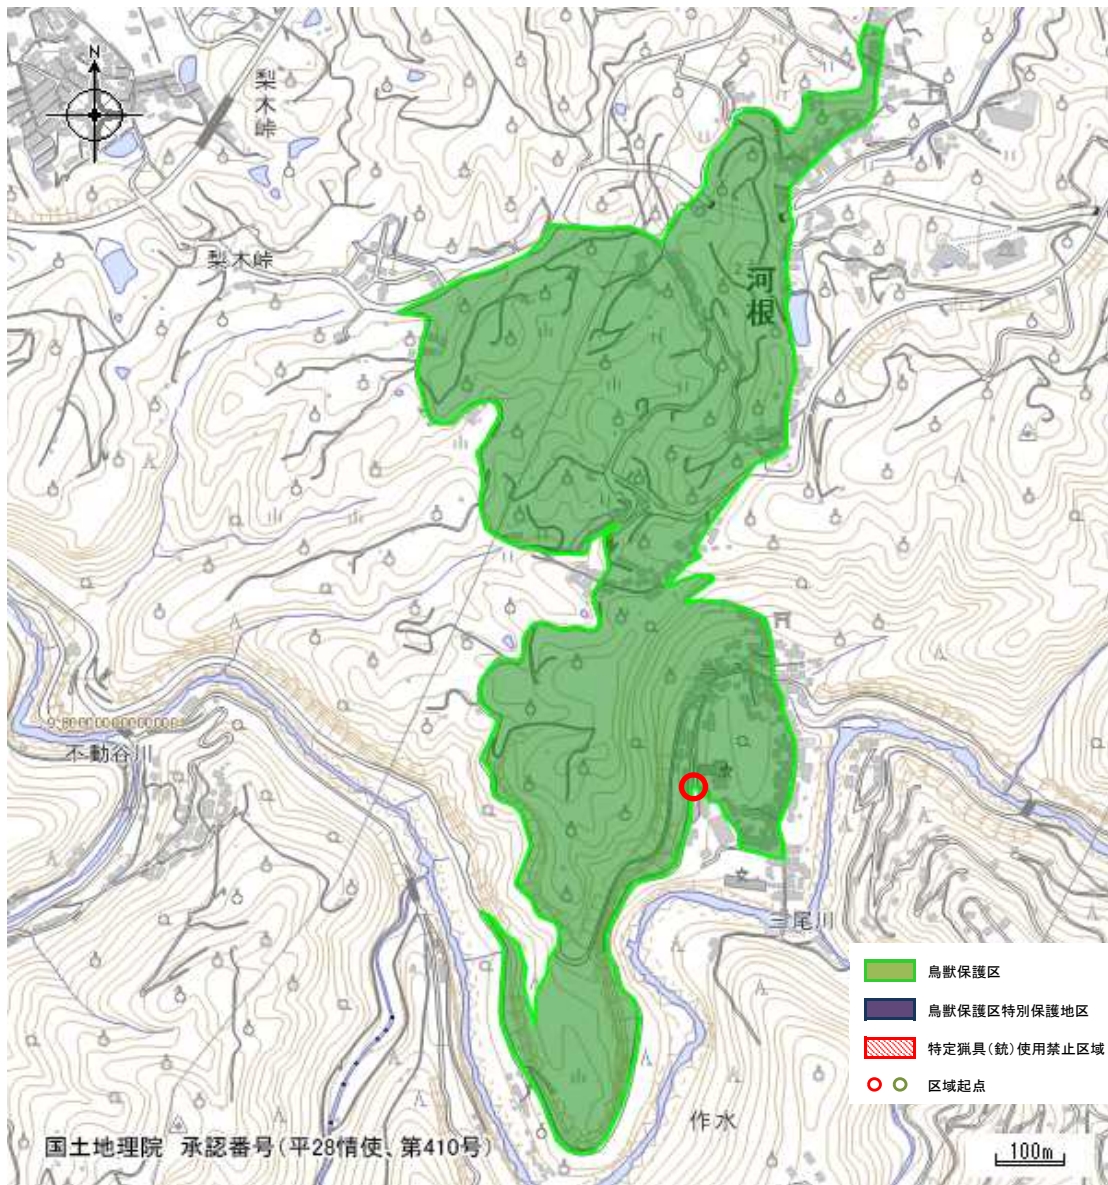 N
梨木峠
梨木峠
河根
不動谷川
三尾川
作水
鳥獣保護区
鳥獣保護区特別保護地区
特定猟具(銃)使用禁止区域
区域起点
国土地理院 承認番号(平28情使、第410号)
100m